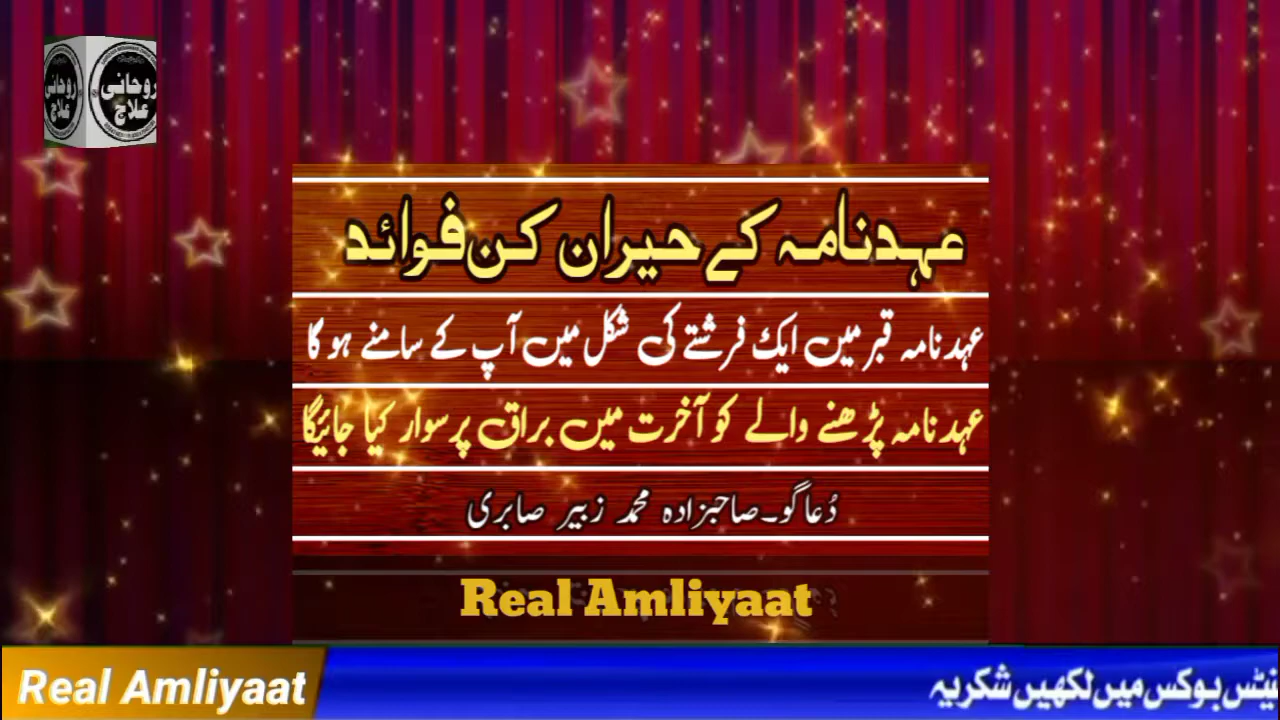 روحانی علاج
روحانی علاج
عہدنامہ کے حیران کن فوائد
عہدنامہ قبر میں ایک فرشتے کی شکل میں آپ کے سامنے ہوگا
عہدنامہ پڑھنے والے کو آخرت میں براق پر سوار کیا جائیگا
دُعاگو۔صاحبزادہ محمد زبیر صابری
Real Amliyaat
Real Amliyaat
بوکس میں لکھیں شکریہ